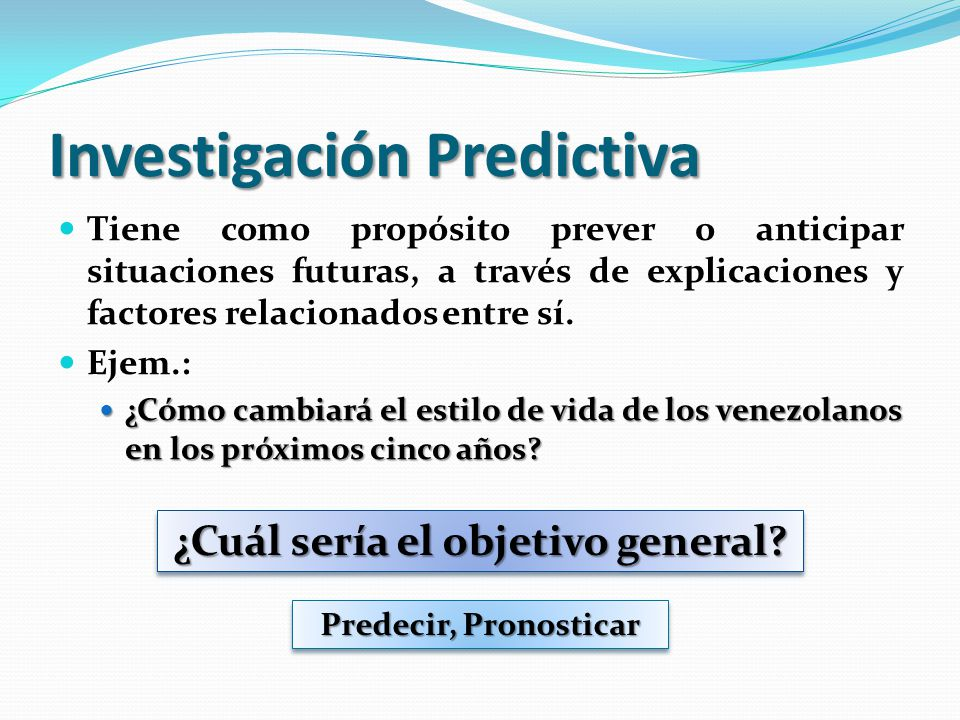 Investigación Predictiva
Tiene como propósito prever o anticipar
situaciones futuras, a través de explicaciones y
factores relacionados entre sí.
Ejem.:
¿Cómo cambiará el estilo de vida de los venezolanos
en los próximos cinco años?
¿Cuál sería el objetivo general?
Predecir, Pronosticar